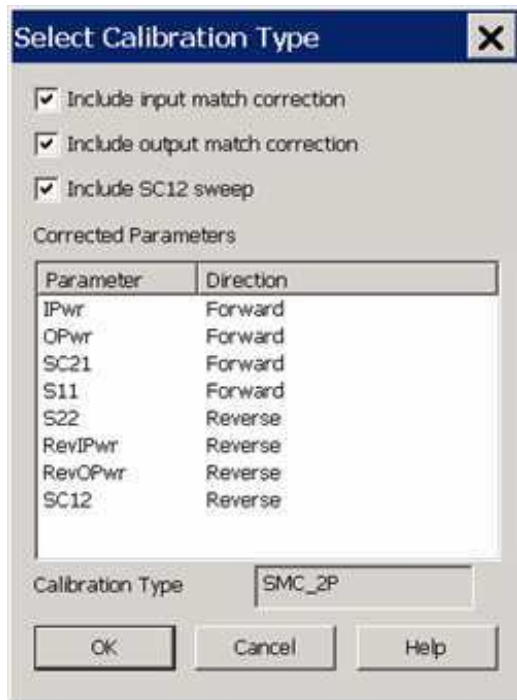 Select Calibration Type
Include input match correction
Include output match correction
Include SC12 sweep
Corrected Parameters
Parameter Direction
IPwr Forward
OPwr Forward
SC21 Forward
S11 Forward
S22 Reverse
RevIPwr Reverse
RevOPwr Reverse
SC12 Reverse
Calibration Type SMC_2P
OK Cancel Help